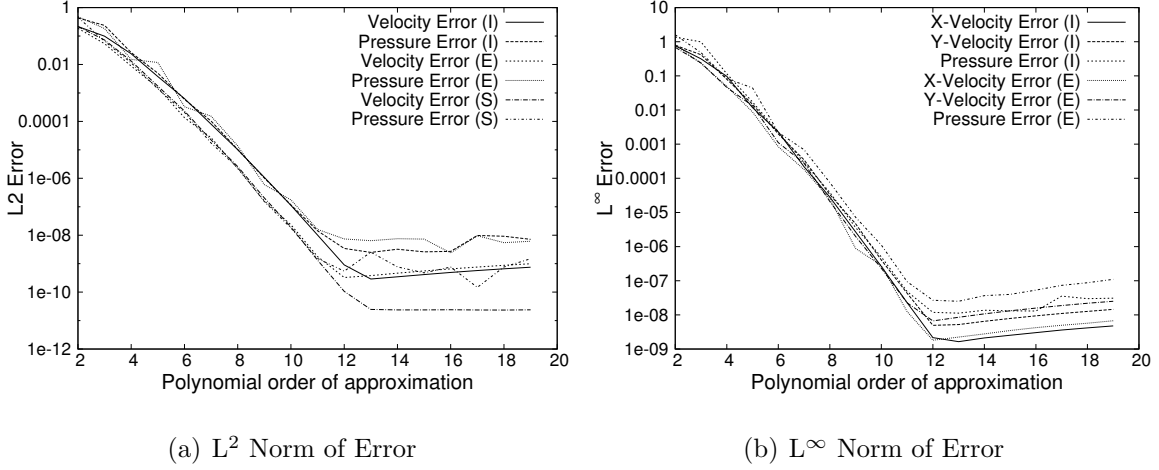 L2 Error
1
0.01
0.0001
1e-06
1e-08
1e-10
1e-12
2 4 6 8 10 12 14 16 18 20
Polynomial order of approximation
Velocity Error (I)
Pressure Error (I)
Velocity Error (E)
Pressure Error (E)
Velocity Error (S)
Pressure Error (S)
(a) L² Norm of Error
L∞ Error
10
1
0.1
0.01
0.001
0.0001
1e-05
1e-06
1e-07
1e-08
1e-09
2 4 6 8 10 12 14 16 18 20
Polynomial order of approximation
X-Velocity Error (I)
Y-Velocity Error (I)
Pressure Error (I)
X-Velocity Error (E)
Y-Velocity Error (E)
Pressure Error (E)
(b) L∞ Norm of Error